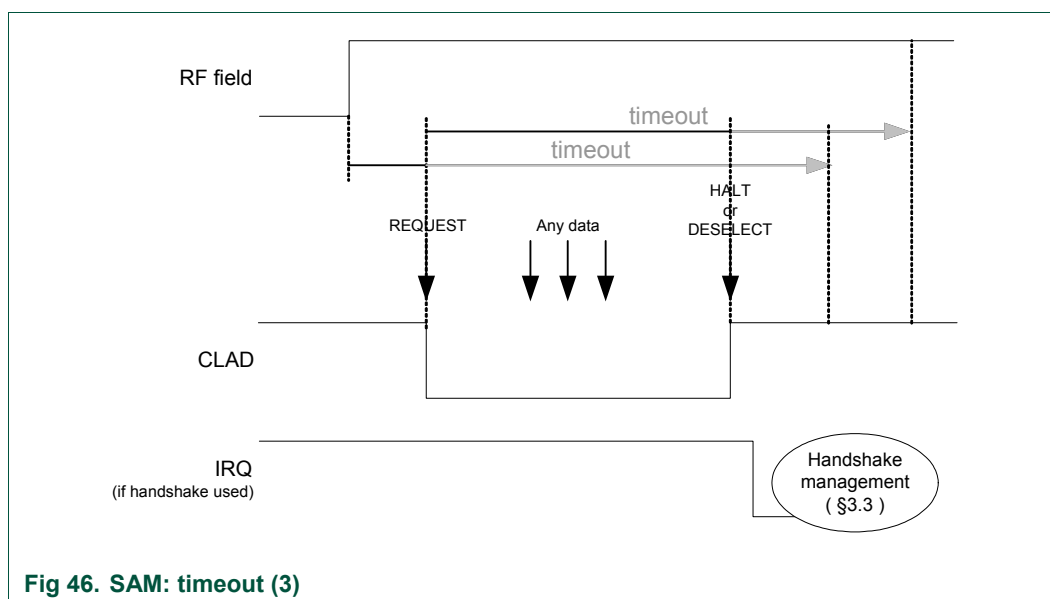 RF field
timeout
timeout
HALT
or
DESELECT
REQUEST
Any data
CLAD
IRQ
(if handshake used)
Handshake
management
( §3.3 )
Fig 46. SAM: timeout (3)